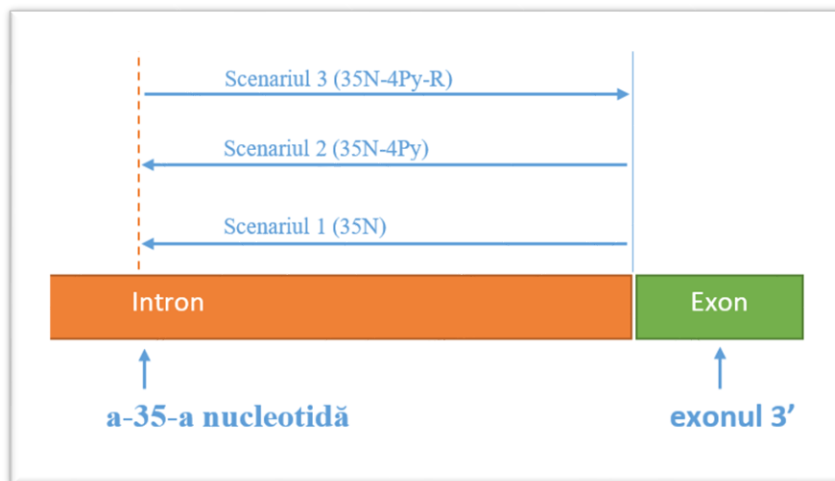 Scenariul 3 (35N-4Py-R)
Scenariul 2 (35N-4Py)
Scenariul 1 (35N)
Intron
Exon
a-35-a nucleotidă
exonul 3’